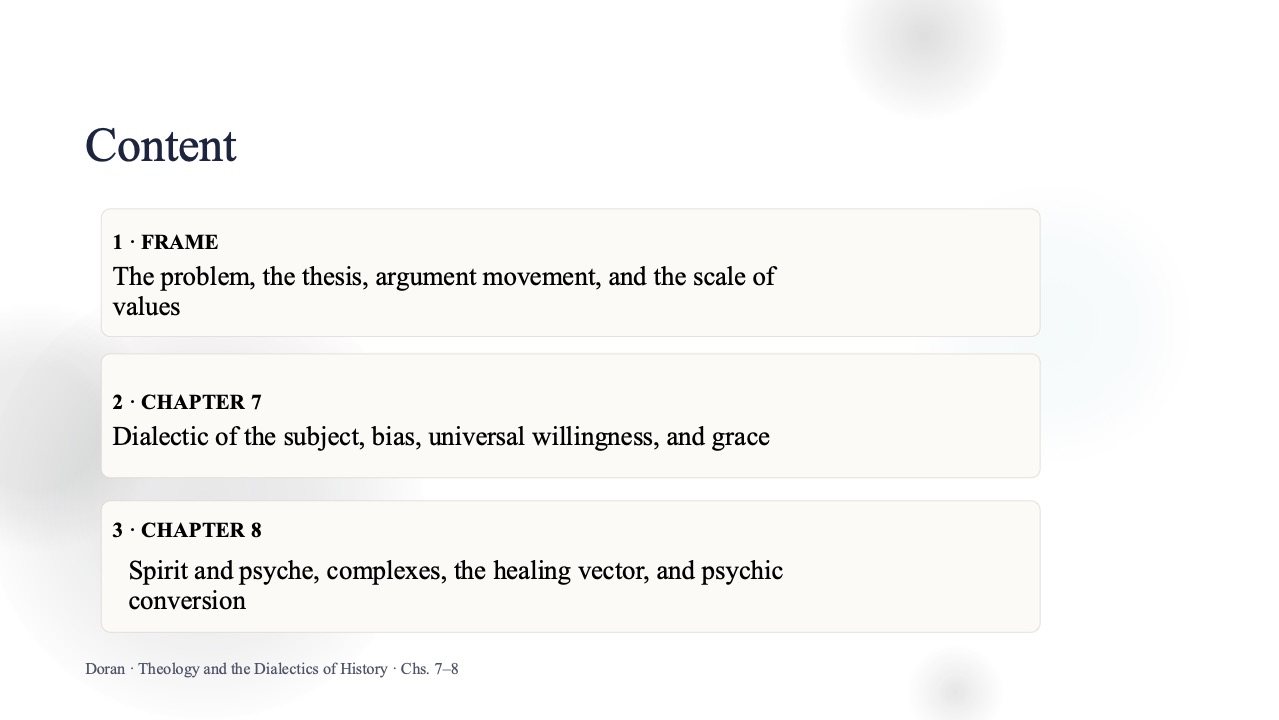 Content
1 · FRAME
The problem, the thesis, argument movement, and the scale of
values
2 · CHAPTER 7
Dialectic of the subject, bias, universal willingness, and grace
3 · CHAPTER 8
Spirit and psyche, complexes, the healing vector, and psychic
conversion
Doran · Theology and the Dialectics of History · Chs. 7–8